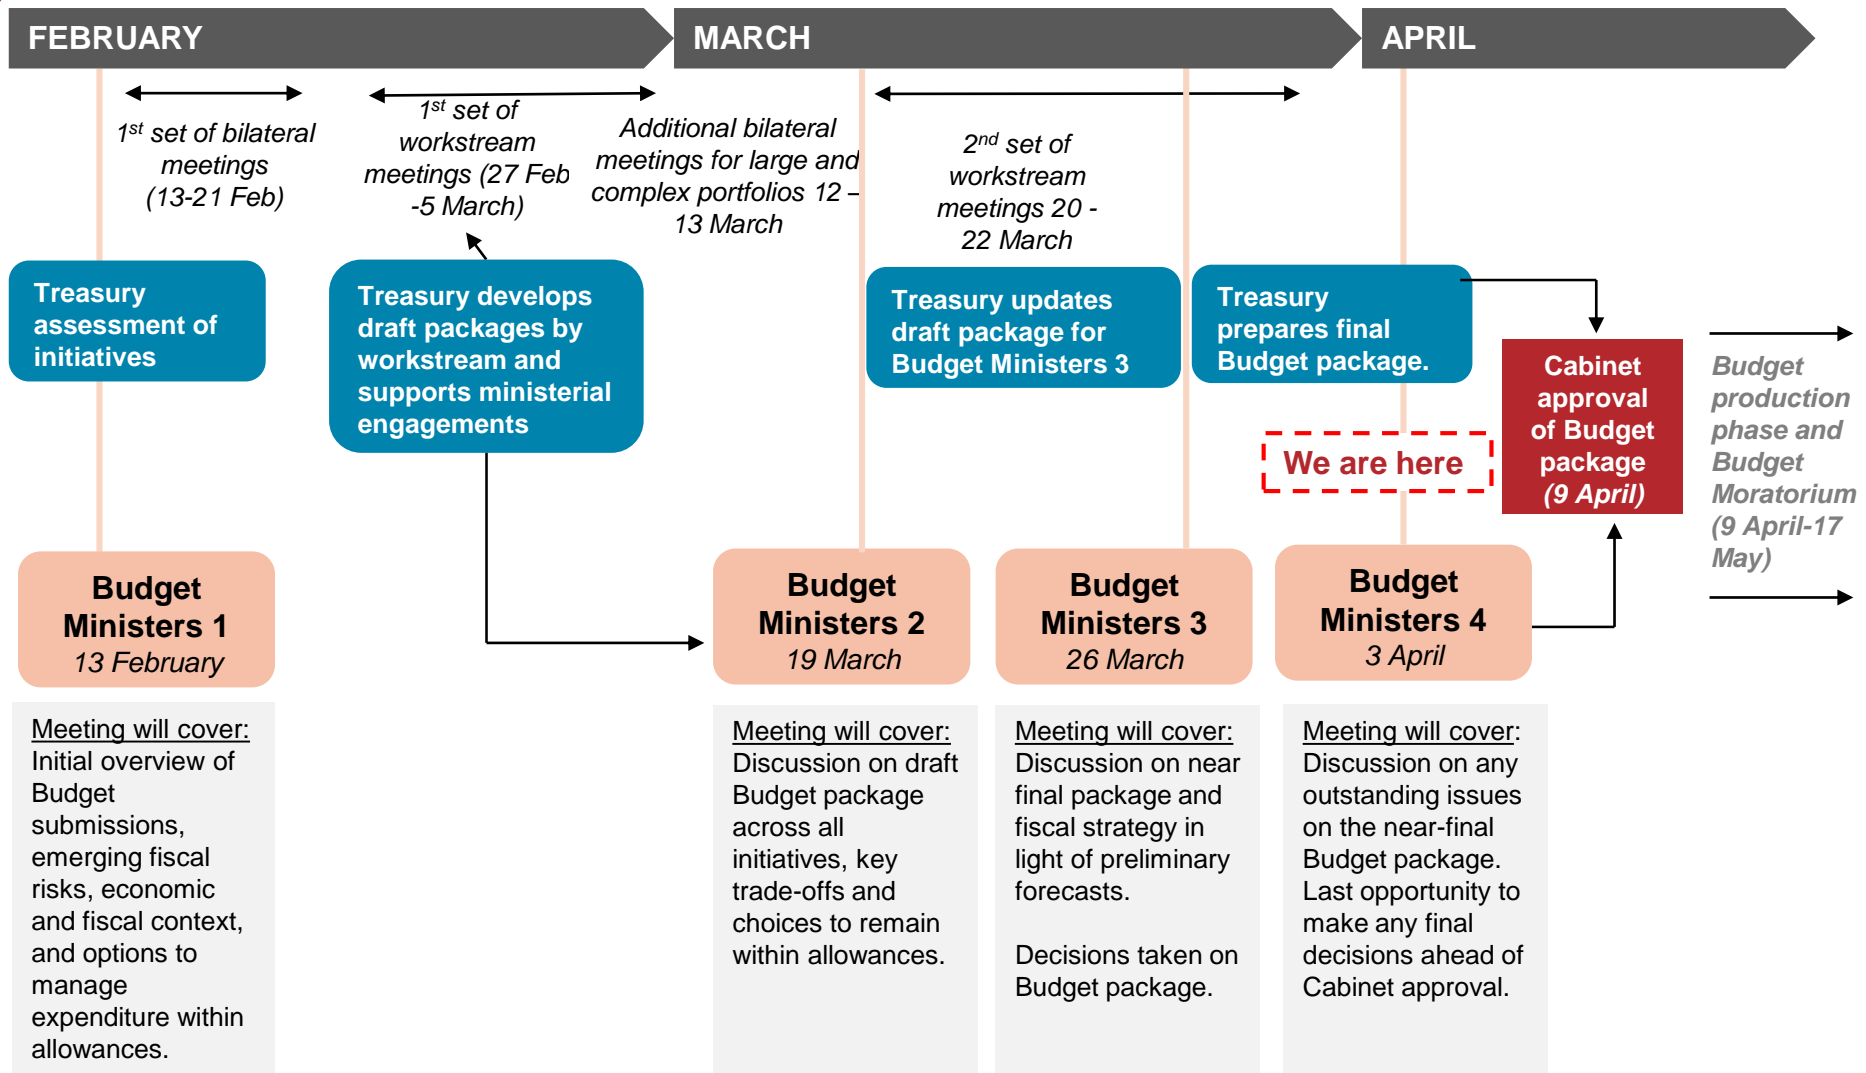 FEBRUARY
MARCH
APRIL
1st set of bilateral
meetings
(13-21 Feb)
1st set of
workstream
meetings (27 Feb
-5 March)
Additional bilateral
meetings for large and
complex portfolios 12 –
13 March
2nd set of
workstream
meetings 20 -
22 March
Treasury
assessment of
initiatives
Treasury develops
draft packages by
workstream and
supports ministerial
engagements
Treasury updates
draft package for
Budget Ministers 3
Treasury
prepares final
Budget package.
We are here
Cabinet
approval
of Budget
package
(9 April)
Budget
production
phase and
Budget
Moratorium
(9 April-17
May)
Budget
Ministers 1
13 February
Budget
Ministers 2
19 March
Budget
Ministers 3
26 March
Budget
Ministers 4
3 April
Meeting will cover:
Initial overview of
Budget
submissions,
emerging fiscal
risks, economic
and fiscal context,
and options to
manage
expenditure within
allowances.
Meeting will cover:
Discussion on draft
Budget package
across all
initiatives, key
trade-offs and
choices to remain
within allowances.
Meeting will cover:
Discussion on near
final package and
fiscal strategy in
light of preliminary
forecasts.
Decisions taken on
Budget package.
Meeting will cover:
Discussion on any
outstanding issues
on the near-final
Budget package.
Last opportunity to
make any final
decisions ahead of
Cabinet approval.